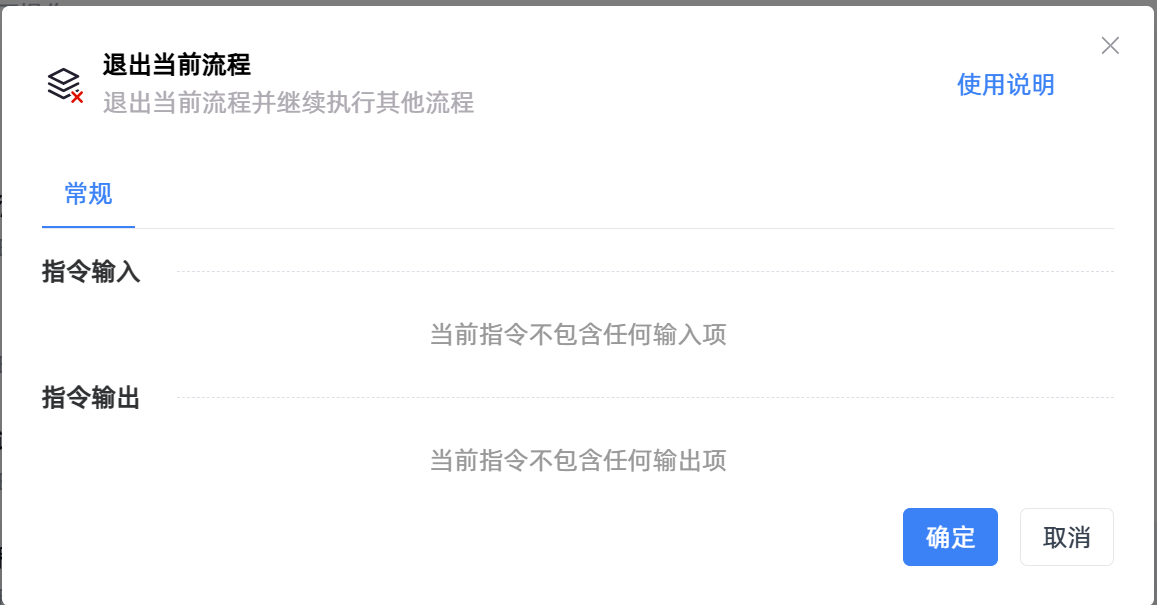 退出当前流程
退出当前流程并继续执行其他流程
使用说明
常规
指令输入
当前指令不包含任何输入项
指令输出
当前指令不包含任何输出项
确定
取消